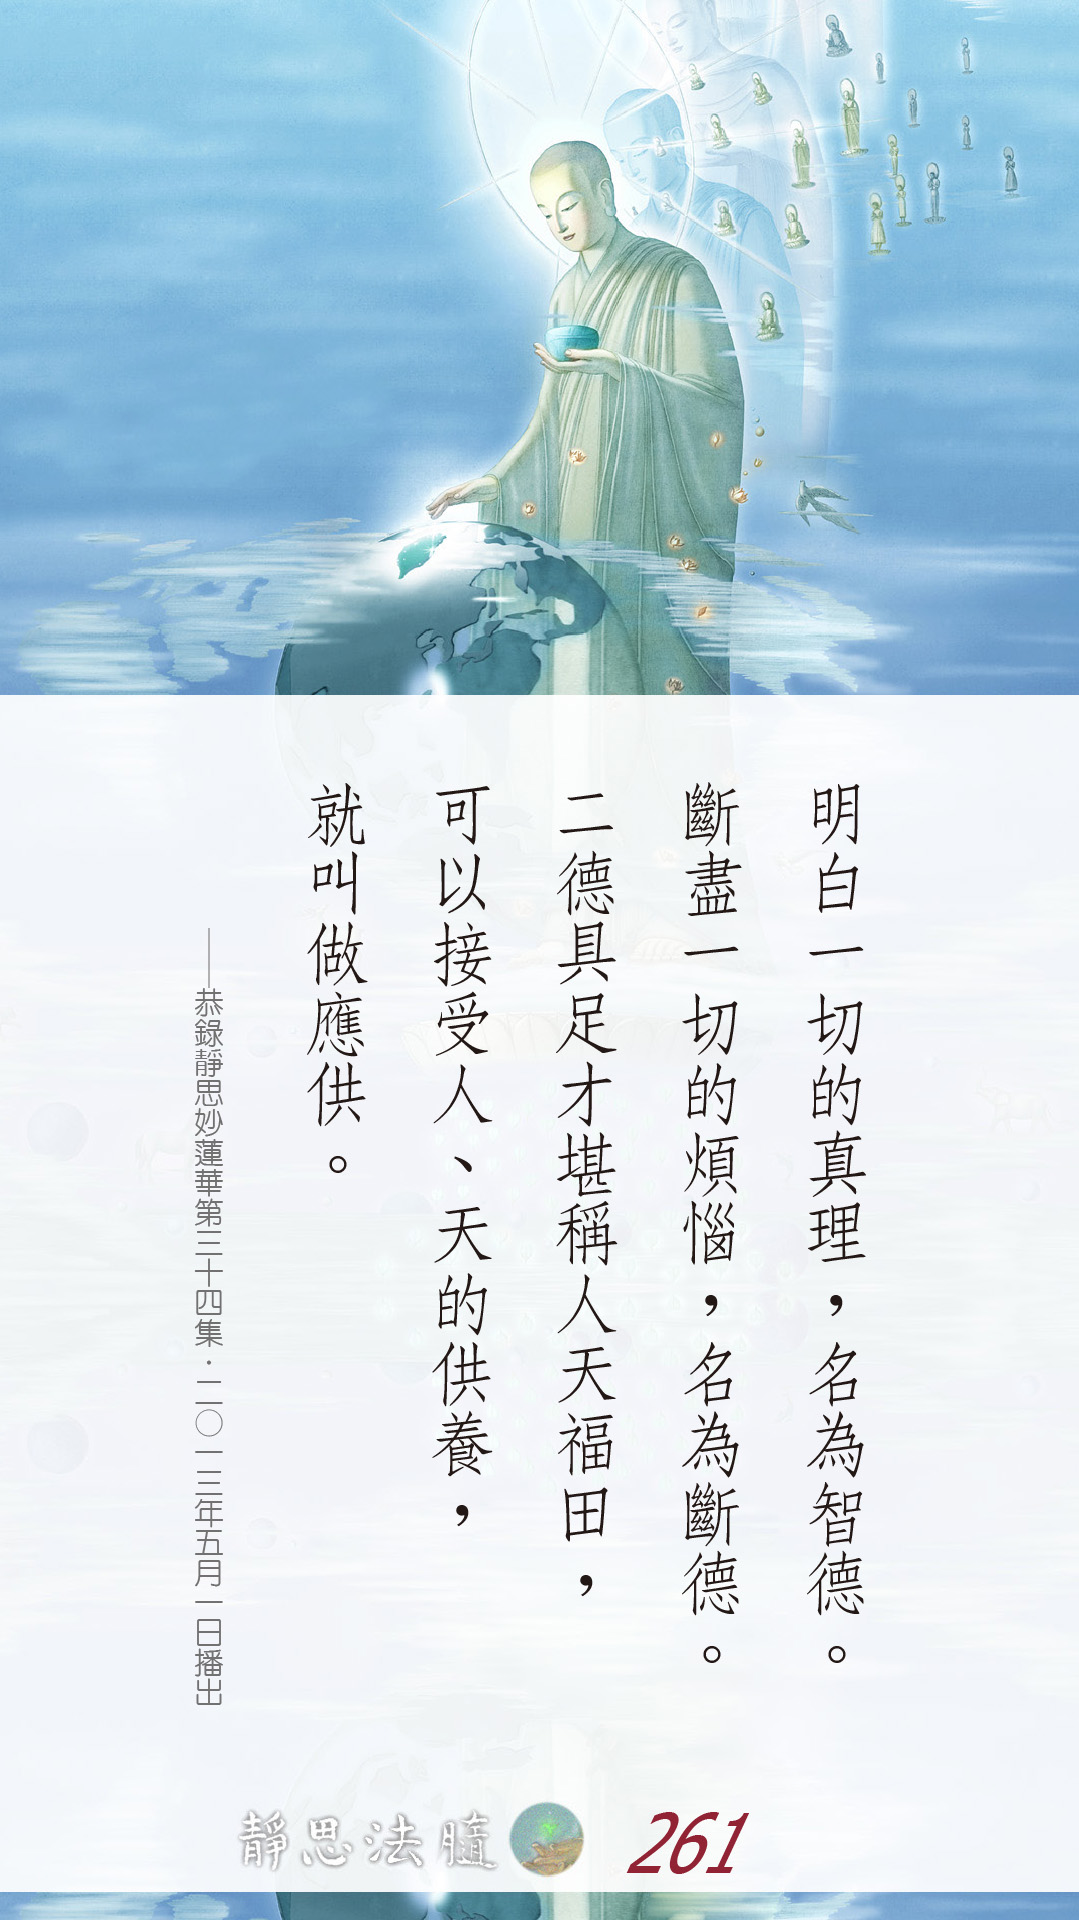 明白一切的真理，名為智德。
斷盡一切的煩惱，名為斷德。
二德具足才堪稱人天福田，
可以接受人、天的供養，
就叫做應供。
——恭錄靜思妙蓮華第三十四集．二〇一三年五月一日播出
靜思法髓
261